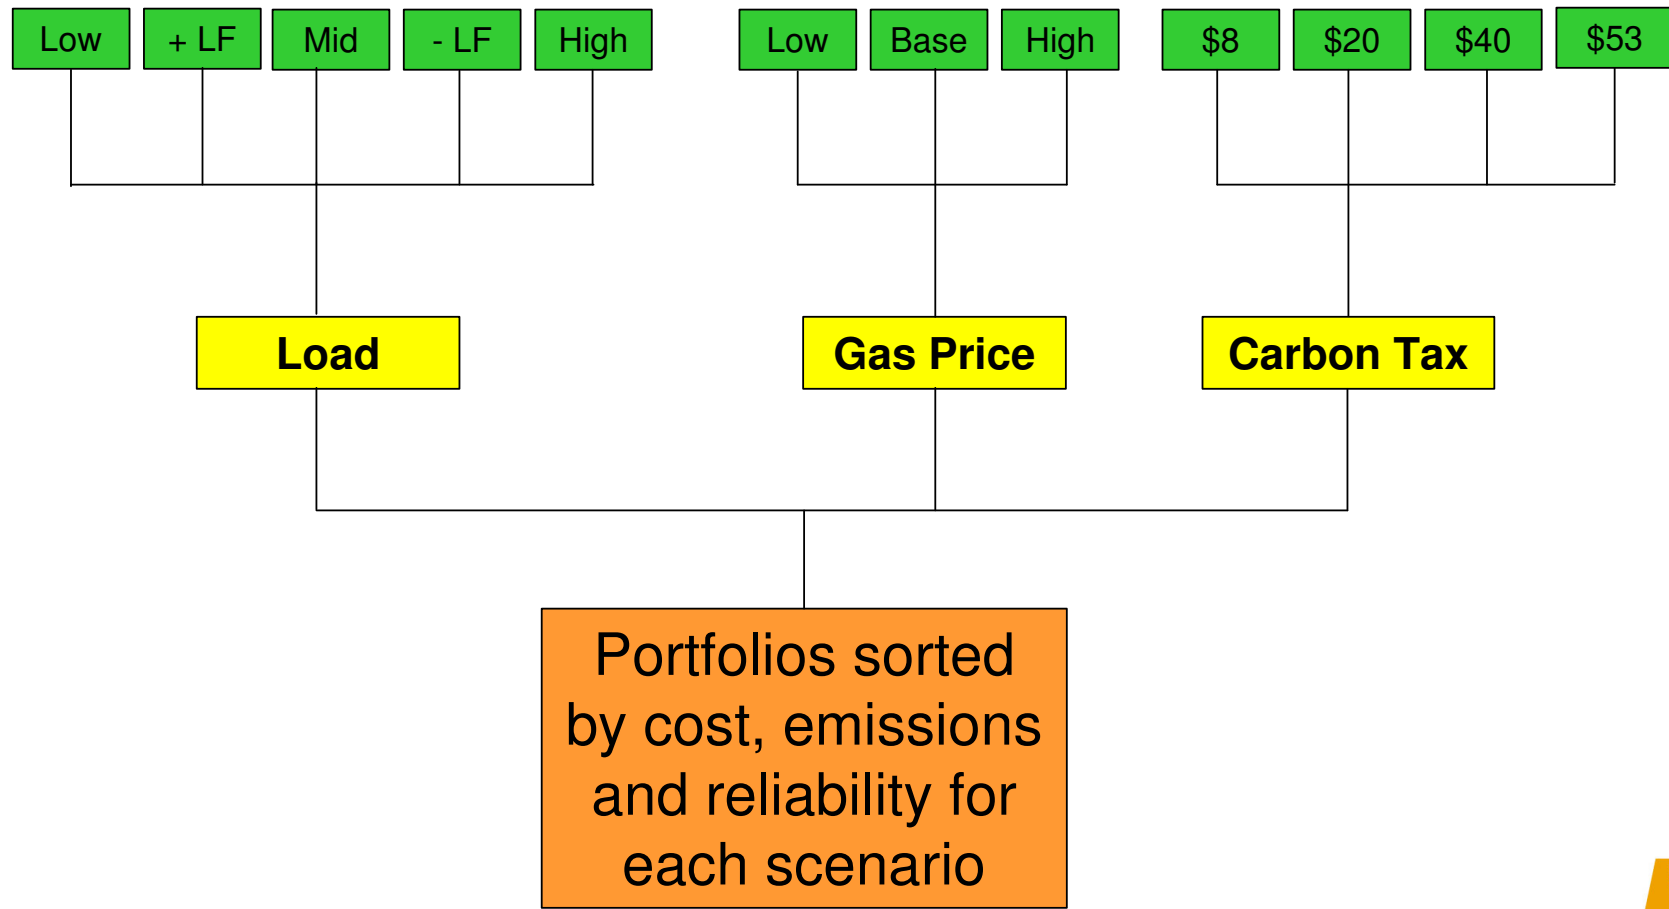 Low + LF Mid - LF High Low Base High $8 $20 $40 $53
Load Gas Price Carbon Tax
Portfolios sorted
by cost, emissions
and reliability for
each scenario